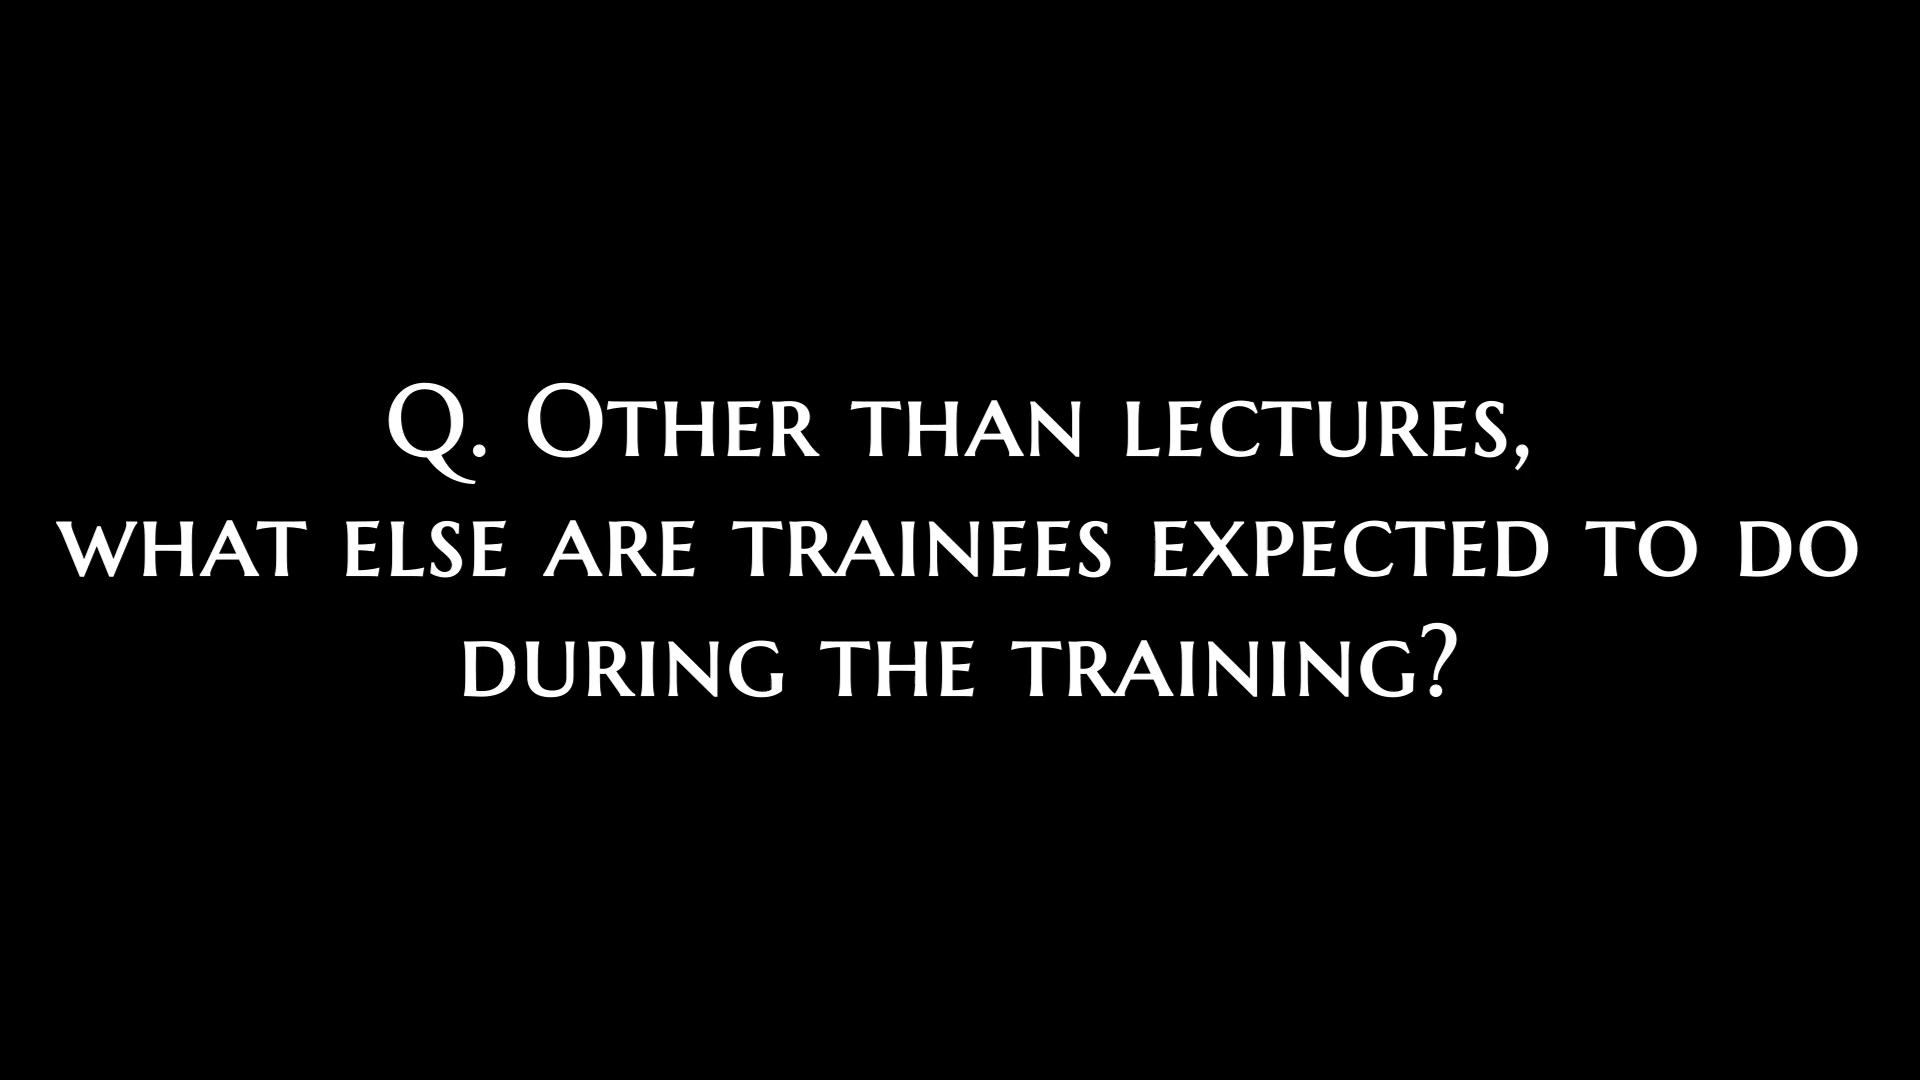 Q. Other than lectures,
what else are trainees expected to do
during the training?